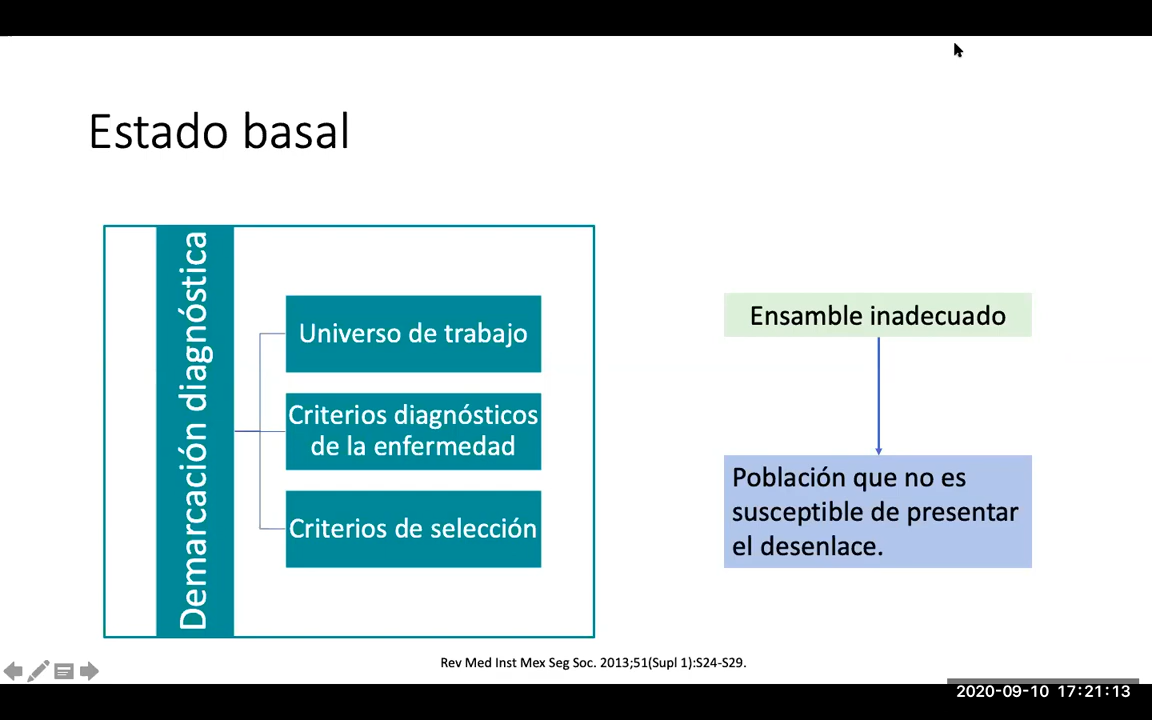 Estado basal
Demarcación diagnóstica
Universo de trabajo
Criterios diagnósticos
de la enfermedad
Criterios de selección
Ensamble inadecuado
Población que no es
susceptible de presentar
el desenlace.
Rev Med Inst Mex Seg Soc. 2013;51(Supl 1):S24-S29.
2020-09-10 17:21:13